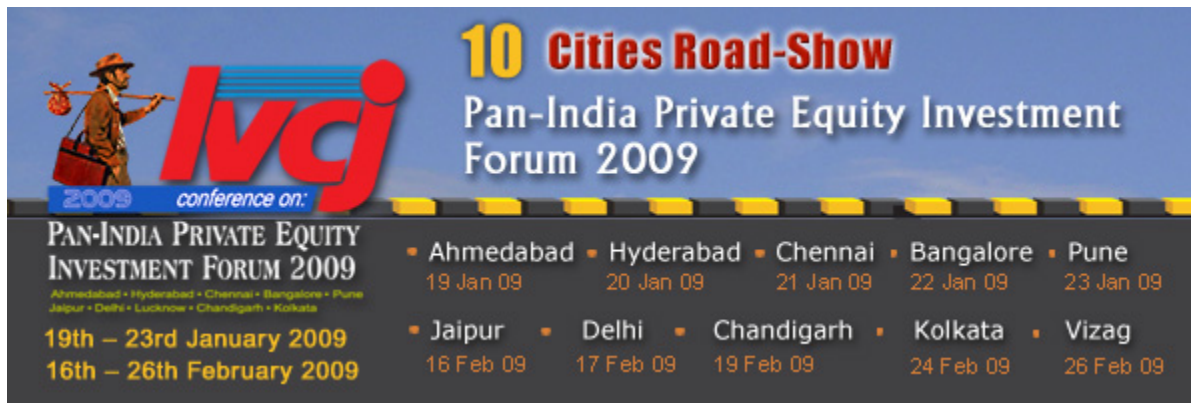 10 Cities Road-Show
Pan-India Private Equity Investment
Forum 2009
IVCJ
2009 conference on:
PAN-INDIA PRIVATE EQUITY
INVESTMENT FORUM 2009
Ahmedabad • Hyderabad • Chennai • Bangalore • Pune
Jaipur • Delhi • Lucknow • Chandigarh • Kolkata
19th – 23rd January 2009
16th – 26th February 2009
• Ahmedabad • Hyderabad • Chennai • Bangalore • Pune
19 Jan 09 20 Jan 09 21 Jan 09 22 Jan 09 23 Jan 09
• Jaipur • Delhi • Chandigarh • Kolkata • Vizag
16 Feb 09 17 Feb 09 19 Feb 09 24 Feb 09 26 Feb 09